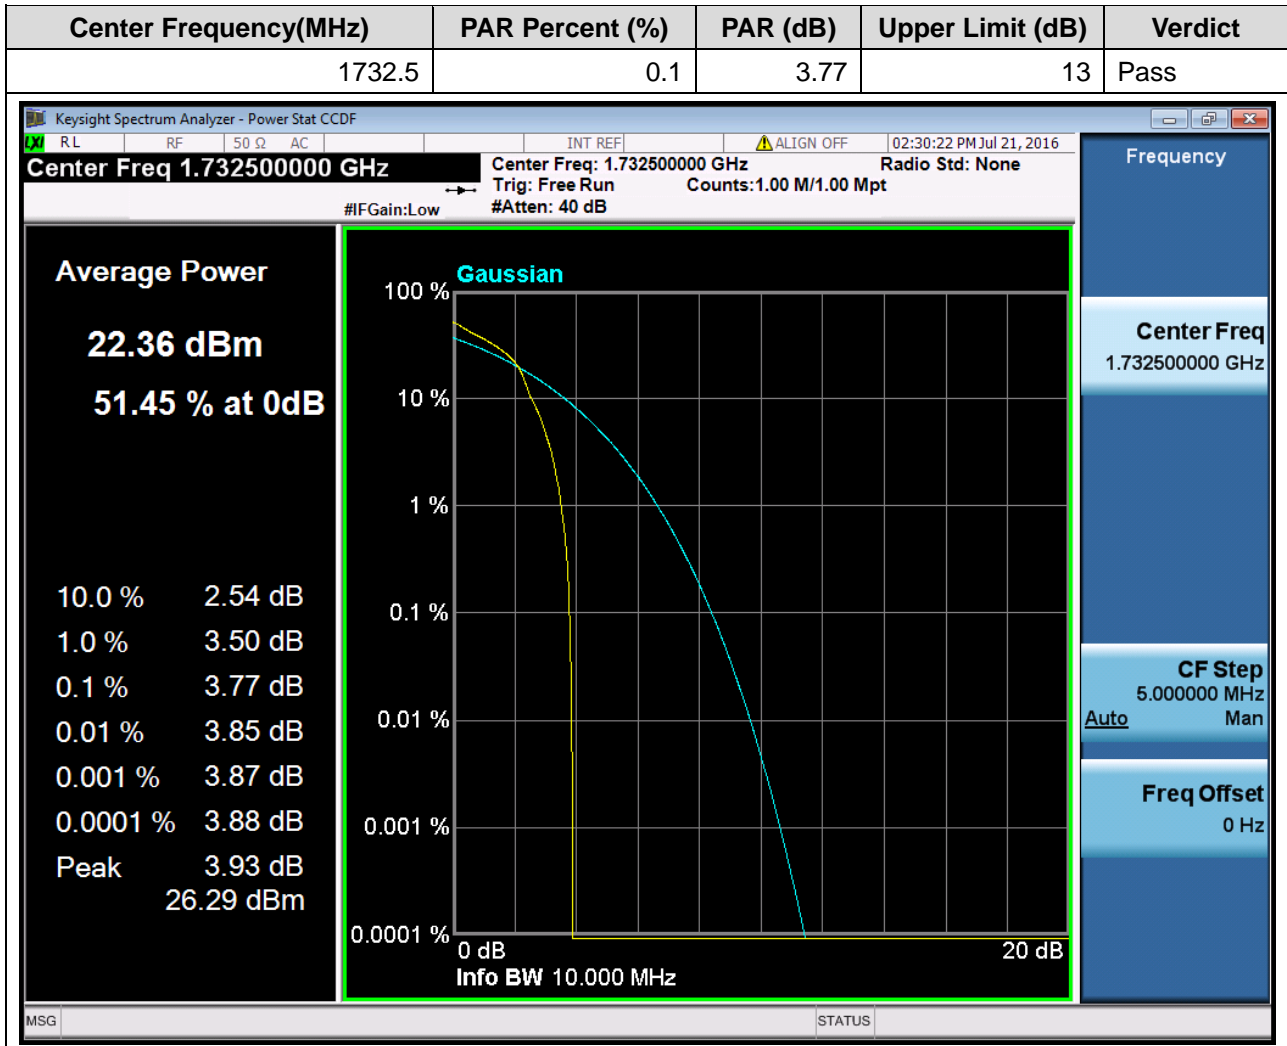 Center Frequency(MHz) PAR Percent (%) PAR (dB) Upper Limit (dB) Verdict
1732.5 0.1 3.77 13 Pass
Keysight Spectrum Analyzer - Power Stat CCDF
LXI RL RF 50 Ω AC INT REF ALIGN OFF 02:30:22 PM Jul 21, 2016
Center Freq 1.732500000 GHz
Center Freq: 1.732500000 GHz Radio Std: None
Trig: Free Run Counts:1.00 M/1.00 Mpt
#IFGain:Low #Atten: 40 dB
Average Power
22.36 dBm
51.45 % at 0dB
10.0 % 2.54 dB
1.0 % 3.50 dB
0.1 % 3.77 dB
0.01 % 3.85 dB
0.001 % 3.87 dB
0.0001 % 3.88 dB
Peak 3.93 dB
26.29 dBm
Gaussian
100 %
10 %
1 %
0.1 %
0.01 %
0.001 %
0.0001 %
0 dB 20 dB
Info BW 10.000 MHz
Frequency
Center Freq
1.732500000 GHz
CF Step
5.000000 MHz
Auto Man
Freq Offset
0 Hz
MSG STATUS